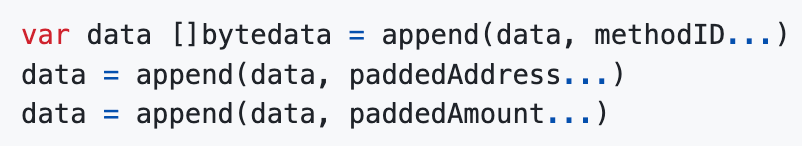 var data []bytedata = append(data, methodID...)
data = append(data, paddedAddress...)
data = append(data, paddedAmount...)